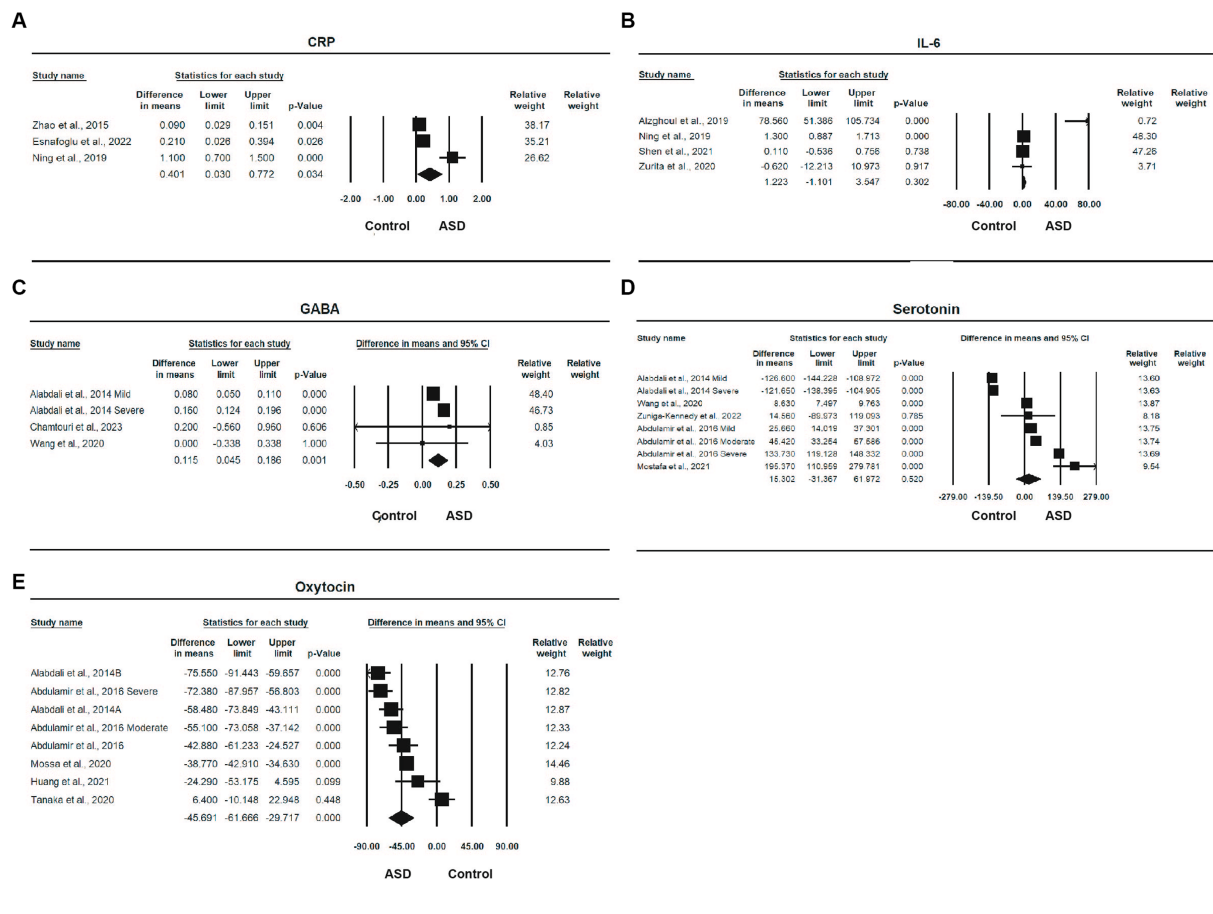 A
CRP
Study name Statistics for each study
Difference in means Lower limit Upper limit p-Value Relative weight Relative weight
Zhao et al., 2015 0.090 0.029 0.151 0.004 38.17
Esnafoglu et al., 2022 0.210 0.026 0.394 0.026 35.21
Ning et al., 2019 1.100 0.700 1.500 0.000 26.62
0.401 0.030 0.772 0.034
-2.00 -1.00 0.00 1.00 2.00
Control ASD
B
IL-6
Study name Statistics for each study
Difference in means Lower limit Upper limit p-Value Relative weight Relative weight
Alzghoul et al., 2019 78.560 51.386 105.734 0.000 0.72
Ning et al., 2019 1.300 0.887 1.713 0.000 48.30
Shen et al., 2021 0.110 -0.536 0.756 0.738 47.26
Zurita et al., 2020 -0.620 -12.213 10.973 0.917 3.71
1.223 -1.101 3.547 0.302
-80.00 -40.00 0.00 40.00 80.00
Control ASD
C
GABA
Study name Statistics for each study Difference in means and 95% CI
Difference in means Lower limit Upper limit p-Value Relative weight Relative weight
Alabdali et al., 2014 Mild 0.080 0.050 0.110 0.000 48.40
Alabdali et al., 2014 Severe 0.160 0.124 0.196 0.000 46.73
Chamtouri et al., 2023 0.200 -0.560 0.960 0.606 0.85
Wang et al., 2020 0.000 -0.338 0.338 1.000 4.03
0.115 0.045 0.186 0.001
-0.50 -0.25 0.00 0.25 0.50
Control ASD
D
Serotonin
Study name Statistics for each study Difference in means and 95% CI
Difference in means Lower limit Upper limit p-Value Relative weight Relative weight
Alabdali et al., 2014 Mild -126.600 -144.228 -108.972 0.000 13.60
Alabdali et al., 2014 Severe -121.650 -138.395 -104.905 0.000 13.63
Wang et al., 2020 8.630 7.497 9.763 0.000 13.87
Zuniga-Kennedy et al., 2022 14.560 -89.973 119.093 0.785 8.18
Abdulamir et al., 2016 Mild 25.660 14.019 37.301 0.000 13.75
Abdulamir et al., 2016 Moderate 45.420 33.254 57.586 0.000 13.74
Abdulamir et al., 2016 Severe 133.730 119.128 148.332 0.000 13.69
Mostafa et al., 2021 195.370 110.959 279.781 0.000 9.54
15.302 -31.367 61.972 0.520
-279.00 -139.50 0.00 139.50 279.00
Control ASD
E
Oxytocin
Study name Statistics for each study Difference in means and 95% CI
Difference in means Lower limit Upper limit p-Value Relative weight Relative weight
Alabdali et al., 2014B -75.550 -91.443 -59.657 0.000 12.76
Abdulamir et al., 2016 Severe -72.380 -87.957 -56.803 0.000 12.82
Alabdali et al., 2014A -58.480 -73.849 -43.111 0.000 12.87
Abdulamir et al., 2016 Moderate -55.100 -73.058 -37.142 0.000 12.33
Abdulamir et al., 2016 -42.880 -61.233 -24.527 0.000 12.24
Mossa et al., 2020 -38.770 -42.910 -34.630 0.000 14.46
Huang et al., 2021 -24.290 -53.175 4.595 0.099 9.88
Tanaka et al., 2020 6.400 -10.148 22.948 0.448 12.63
-45.691 -61.666 -29.717 0.000
-90.00 -45.00 0.00 45.00 90.00
ASD Control